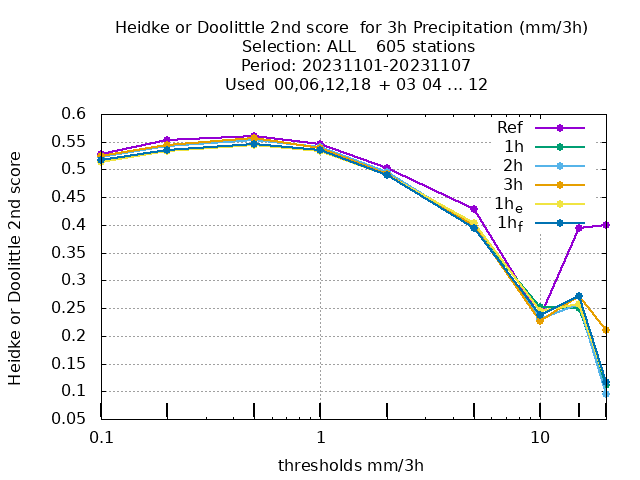 Heidke or Doolittle 2nd score  for 3h Precipitation (mm/3h)
Selection: ALL    605 stations
Period: 20231101-20231107
Used  00,06,12,18  + 03 04 ... 12
Heidke or Doolittle 2nd score
0.6
0.55
0.5
0.45
0.4
0.35
0.3
0.25
0.2
0.15
0.1
0.05
Ref
1h
2h
3h
1he
1hf
0.1
1
10
thresholds mm/3h